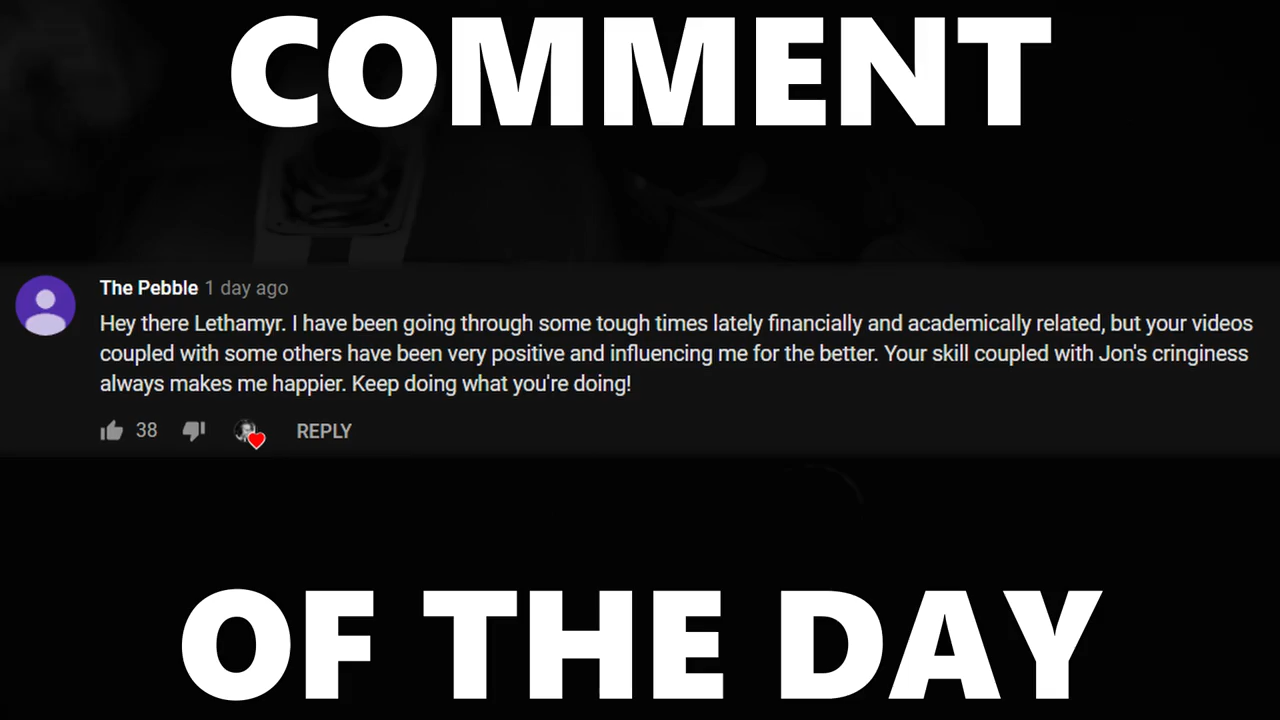 COMMENT
The Pebble 1 day ago
Hey there Lethamyr. I have been going through some tough times lately financially and academically related, but your videos
coupled with some others have been very positive and influencing me for the better. Your skill coupled with Jon's cringiness
always makes me happier. Keep doing what you're doing!
38 REPLY
OF THE DAY